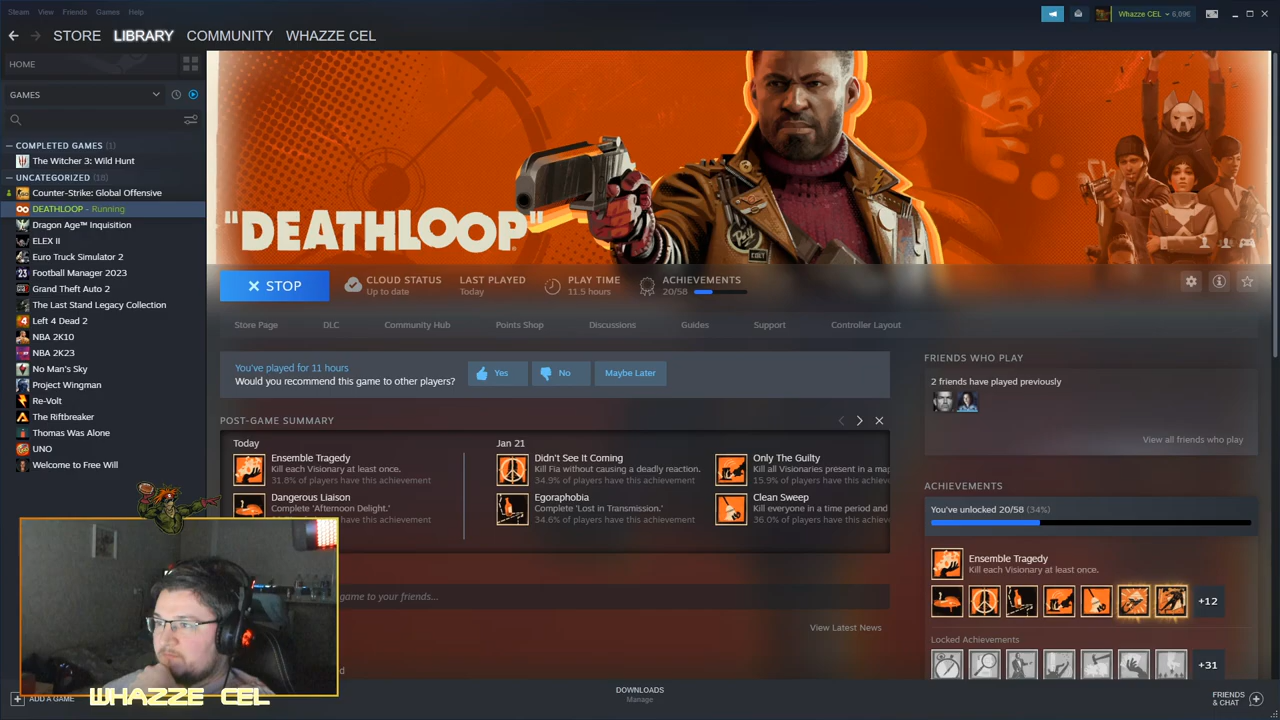 Steam View Friends Games Help
Whazze CEL 6,09€
STORE LIBRARY COMMUNITY WHAZZE CEL
HOME
GAMES
COMPLETED GAMES (1)
The Witcher 3: Wild Hunt
UNCATEGORIZED (18)
Counter-Strike: Global Offensive
DEATHLOOP - Running
Dragon Age™ Inquisition
ELEX II
Euro Truck Simulator 2
Football Manager 2023
Grand Theft Auto 2
The Last Stand Legacy Collection
Left 4 Dead 2
NBA 2K10
NBA 2K23
No Man's Sky
Project Wingman
Re-Volt
The Riftbreaker
Thomas Was Alone
UNO
Welcome to Free Will
"DEATHLOOP"
STOP
CLOUD STATUS
Up to date
LAST PLAYED
Today
PLAY TIME
11.5 hours
ACHIEVEMENTS
20/58
Store Page DLC Community Hub Points Shop Discussions Guides Support Controller Layout
You've played for 11 hours
Would you recommend this game to other players?
Yes No Maybe Later
POST-GAME SUMMARY
Today
Ensemble Tragedy
Kill each Visionary at least once.
31.8% of players have this achievement
Dangerous Liaison
Complete 'Afternoon Delight.'
of players have this achievement
Jan 21
Didn't See It Coming
Kill Fia without causing a deadly reaction.
34.9% of players have this achievement
Egoraphobia
Complete 'Lost in Transmission.'
34.6% of players have this achievement
Only The Guilty
Kill all Visionaries present in a map
15.9% of players have this achievement
Clean Sweep
Kill everyone in a time period and
36.0% of players have this achievement
game to your friends...
View Latest News
FRIENDS WHO PLAY
2 friends have played previously
View all friends who play
ACHIEVEMENTS
You've unlocked 20/58 (34%)
Ensemble Tragedy
Kill each Visionary at least once.
+12
Locked Achievements
+31
ADD A GAME
WHAZZE CEL
DOWNLOADS
Manage
FRIENDS
& CHAT